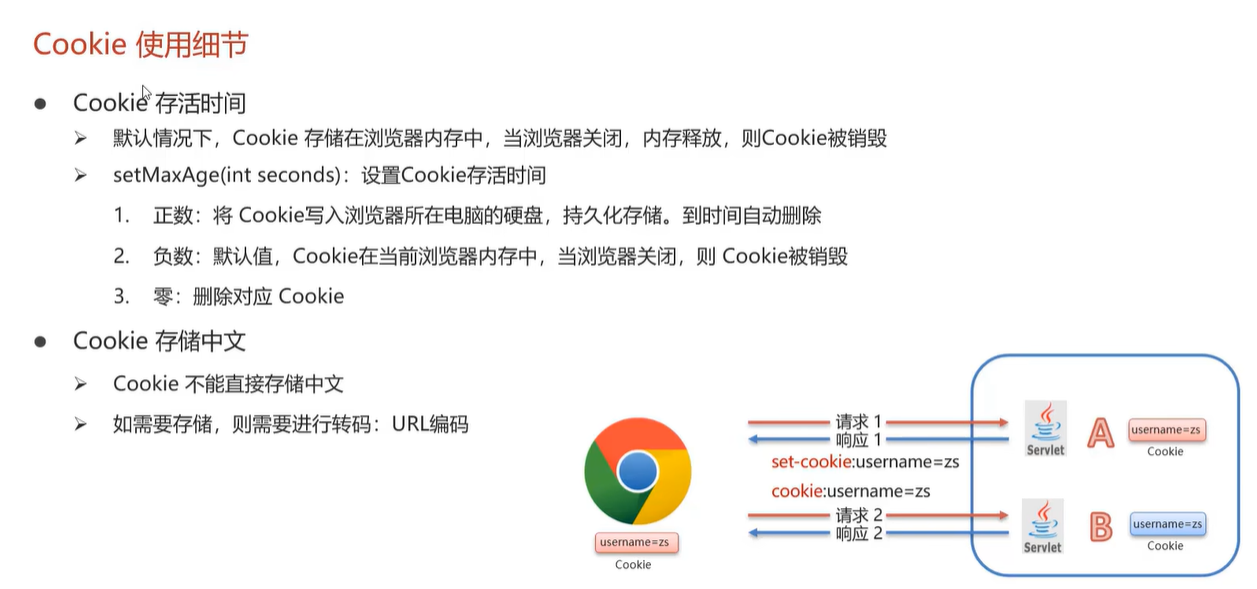 Cookie 使用细节
● Cookie 存活时间
➢ 默认情况下，Cookie 存储在浏览器内存中，当浏览器关闭，内存释放，则Cookie被销毁
➢ setMaxAge(int seconds)：设置Cookie存活时间
1. 正数：将 Cookie写入浏览器所在电脑的硬盘，持久化存储。到时间自动删除
2. 负数：默认值，Cookie在当前浏览器内存中，当浏览器关闭，则 Cookie被销毁
3. 零：删除对应 Cookie
● Cookie 存储中文
➢ Cookie 不能直接存储中文
➢ 如需要存储，则需要进行转码：URL编码
username=zs
Cookie
请求 1
响应 1
set-cookie:username=zs
cookie:username=zs
请求 2
响应 2
Servlet
A
username=zs
Cookie
Servlet
B
username=zs
Cookie